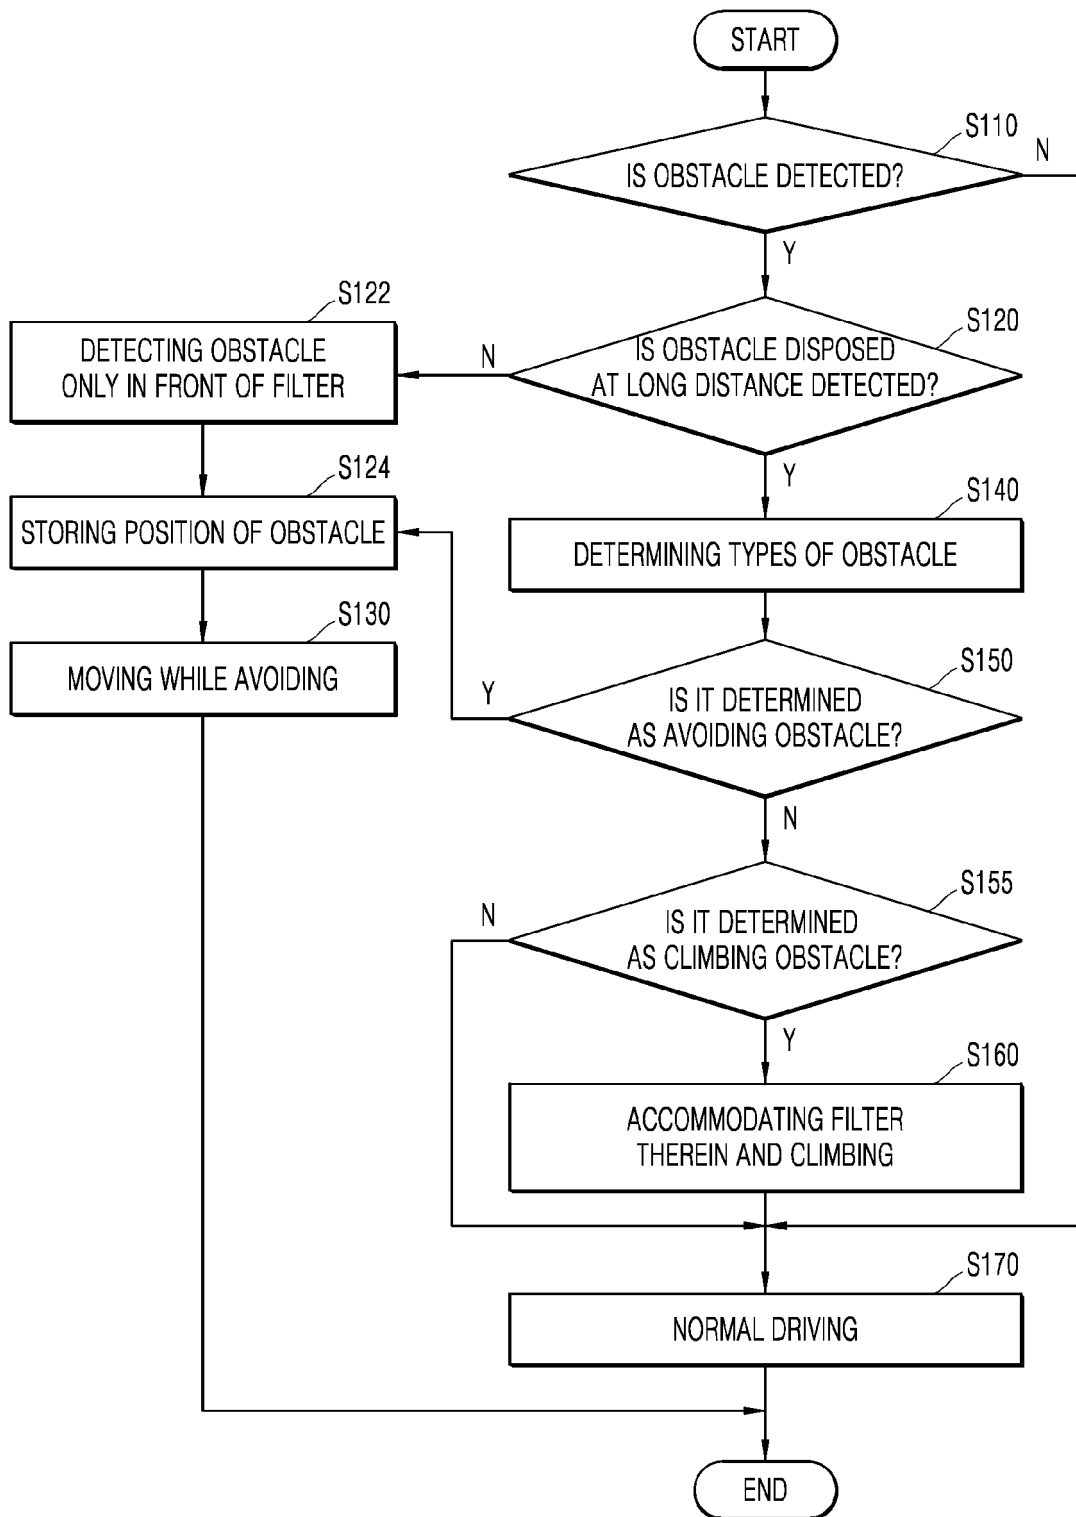 START
S110
N
IS OBSTACLE DETECTED?
Y
S122
DETECTING OBSTACLE
ONLY IN FRONT OF FILTER
N
S120
IS OBSTACLE DISPOSED
AT LONG DISTANCE DETECTED?
Y
S124
STORING POSITION OF OBSTACLE
S140
DETERMINING TYPES OF OBSTACLE
S130
MOVING WHILE AVOIDING
Y
S150
IS IT DETERMINED
AS AVOIDING OBSTACLE?
N
N
S155
IS IT DETERMINED
AS CLIMBING OBSTACLE?
Y
S160
ACCOMMODATING FILTER
THEREIN AND CLIMBING
S170
NORMAL DRIVING
END